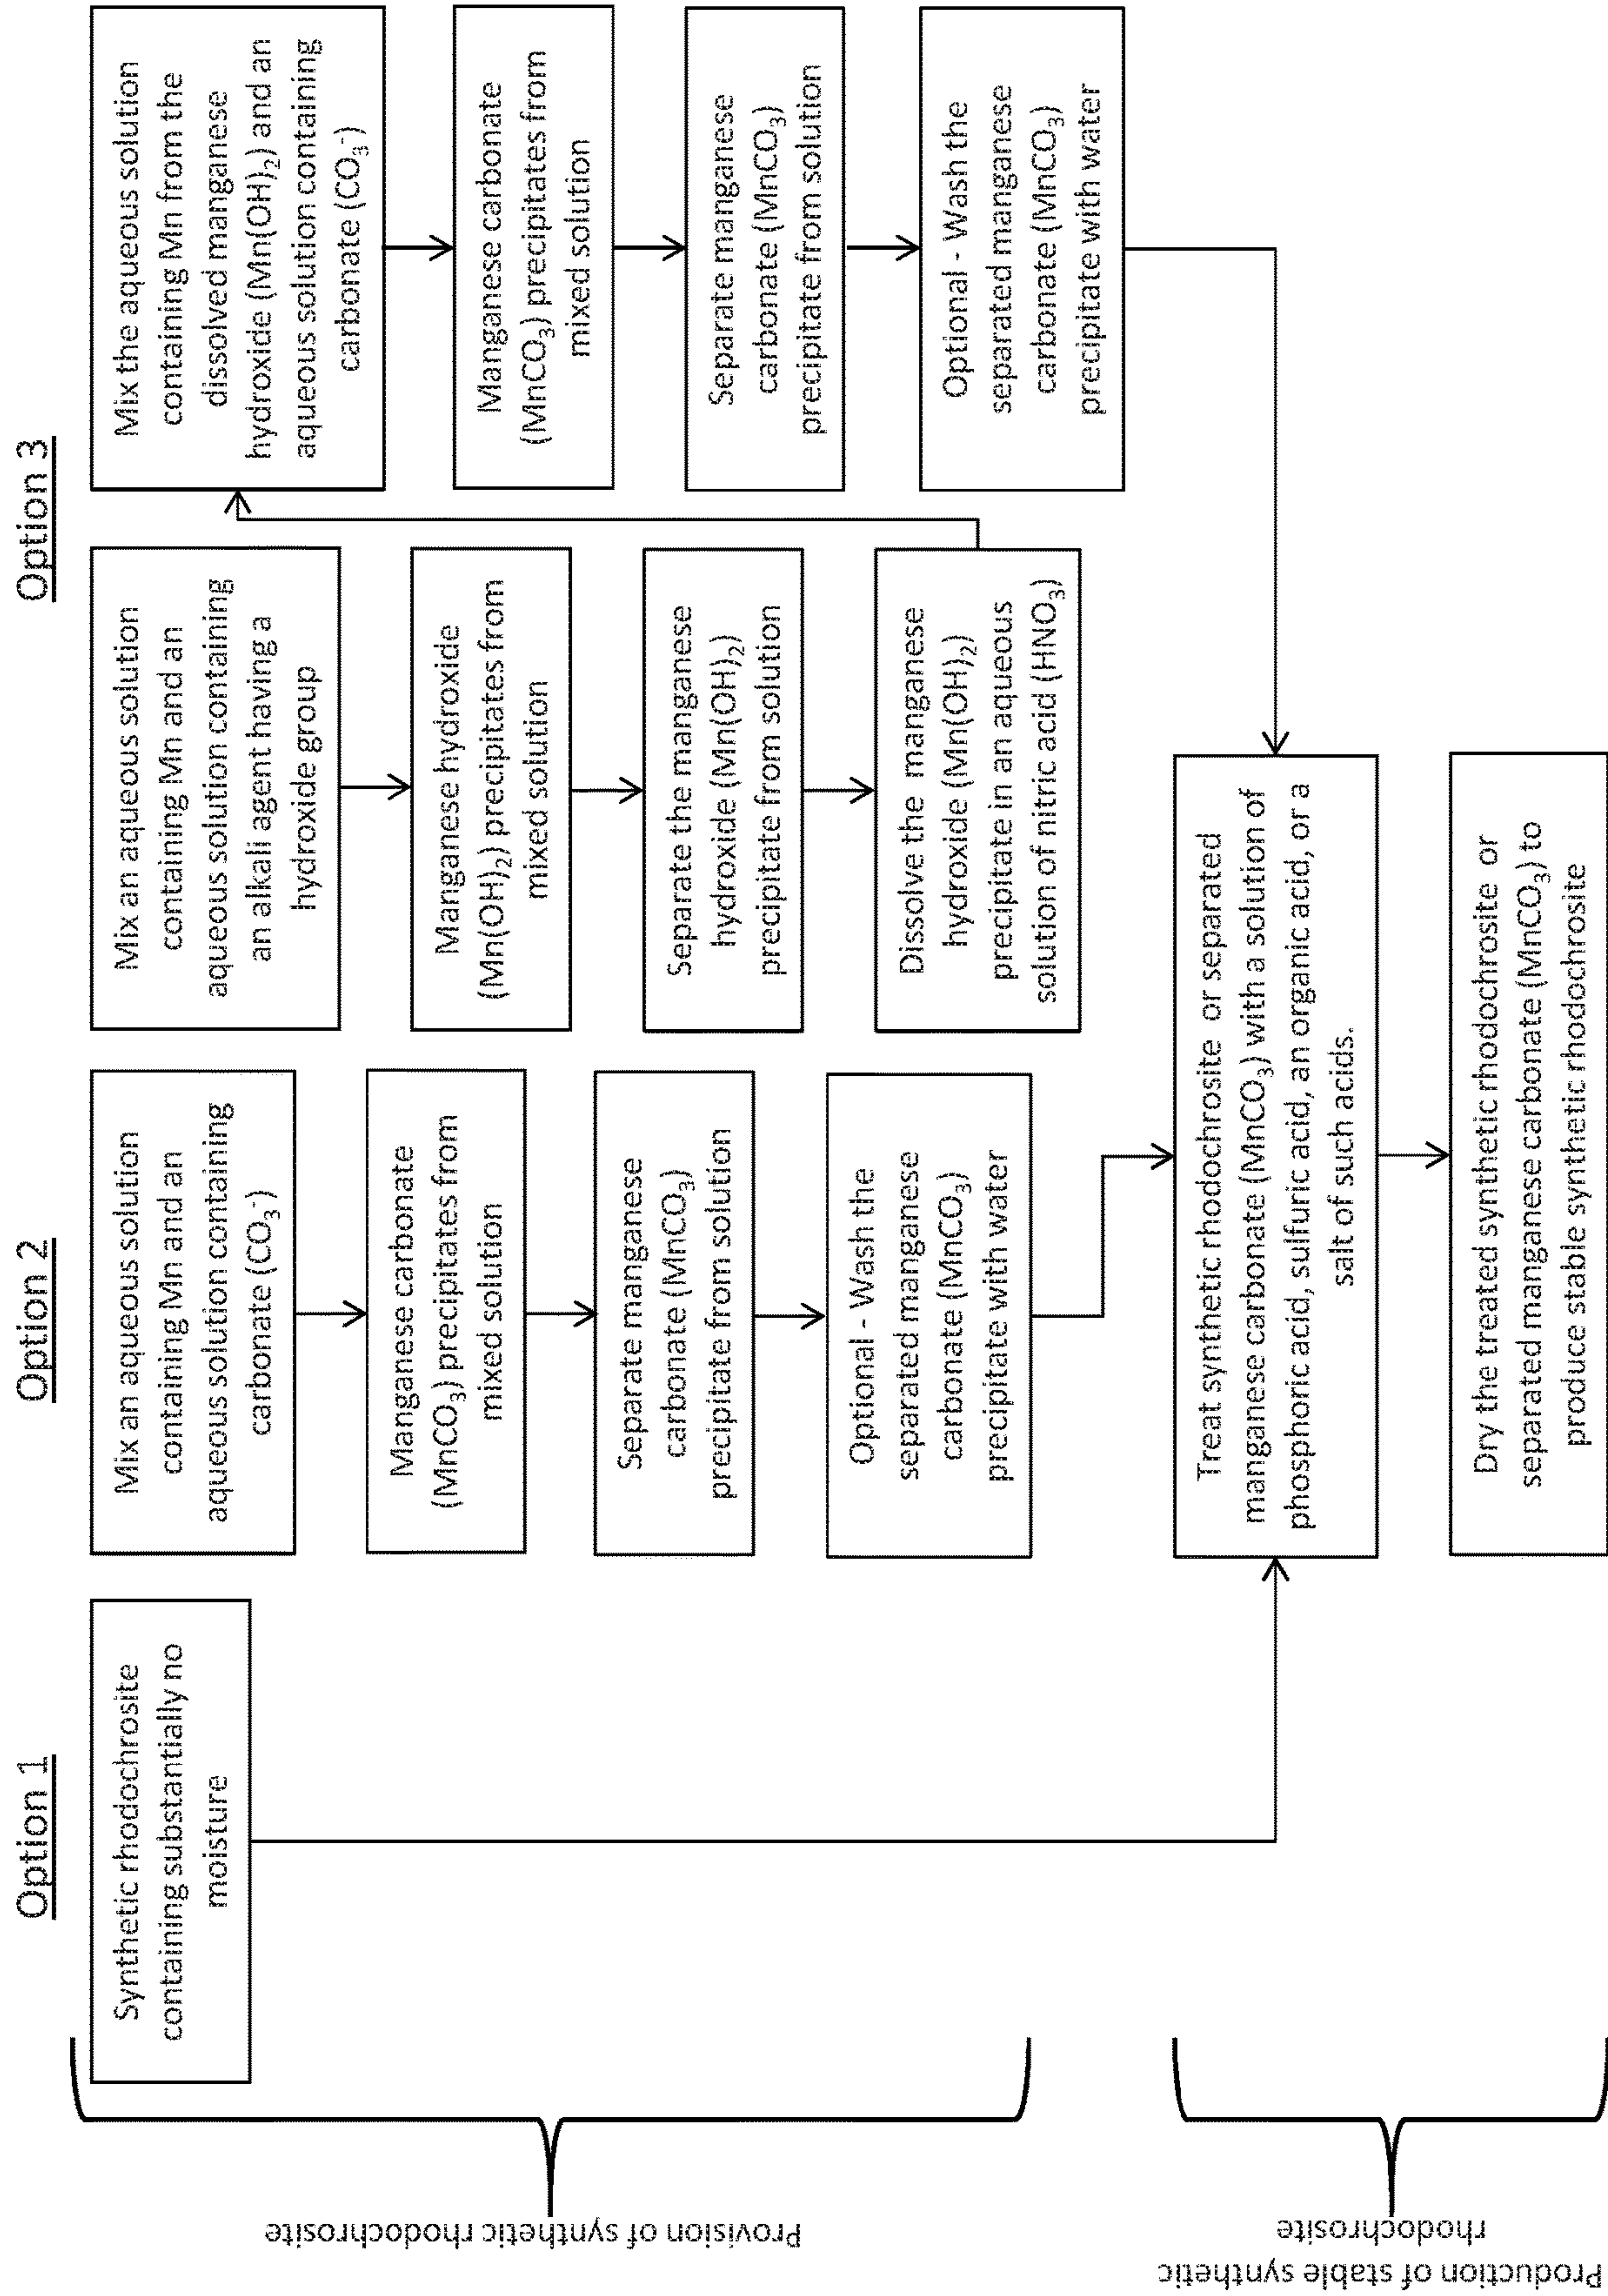 Option 1
Synthetic rhodochrosite
containing substantially no
moisture
Option 2
Mix an aqueous solution
containing Mn and an
aqueous solution containing
carbonate (CO₃⁻)
Manganese carbonate
(MnCO₃) precipitates from
mixed solution
Separate manganese
carbonate (MnCO₃)
precipitate from solution
Optional - Wash the
separated manganese
carbonate (MnCO₃)
precipitate with water
Option 3
Mix an aqueous solution
containing Mn and an
aqueous solution containing
an alkali agent having a
hydroxide group
Manganese hydroxide
(Mn(OH)₂) precipitates from
mixed solution
Separate the manganese
hydroxide (Mn(OH)₂)
precipitate from solution
Dissolve the manganese
hydroxide (Mn(OH)₂)
precipitate in an aqueous
solution of nitric acid (HNO₃)
Mix the aqueous solution
containing Mn from the
dissolved manganese
hydroxide (Mn(OH)₂) and an
aqueous solution containing
carbonate (CO₃⁻)
Manganese carbonate
(MnCO₃) precipitates from
mixed solution
Separate manganese
carbonate (MnCO₃)
precipitate from solution
Optional - Wash the
separated manganese
carbonate (MnCO₃)
precipitate with water
Treat synthetic rhodochrosite or separated
manganese carbonate (MnCO₃) with a solution of
phosphoric acid, sulfuric acid, an organic acid, or a
salt of such acids.
Dry the treated synthetic rhodochrosite or
separated manganese carbonate (MnCO₃) to
produce stable synthetic rhodochrosite
Provision of synthetic rhodochrosite
Production of stable synthetic
rhodochrosite